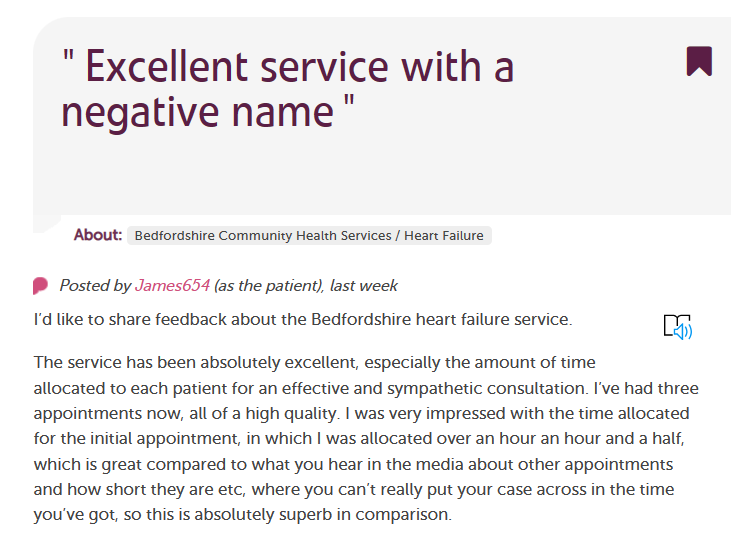 " Excellent service with a
negative name "
About: Bedfordshire Community Health Services / Heart Failure
Posted by James654 (as the patient), last week
I’d like to share feedback about the Bedfordshire heart failure service.
The service has been absolutely excellent, especially the amount of time
allocated to each patient for an effective and sympathetic consultation. I’ve had three
appointments now, all of a high quality. I was very impressed with the time allocated
for the initial appointment, in which I was allocated over an hour an hour and a half,
which is great compared to what you hear in the media about other appointments
and how short they are etc, where you can’t really put your case across in the time
you’ve got, so this is absolutely superb in comparison.